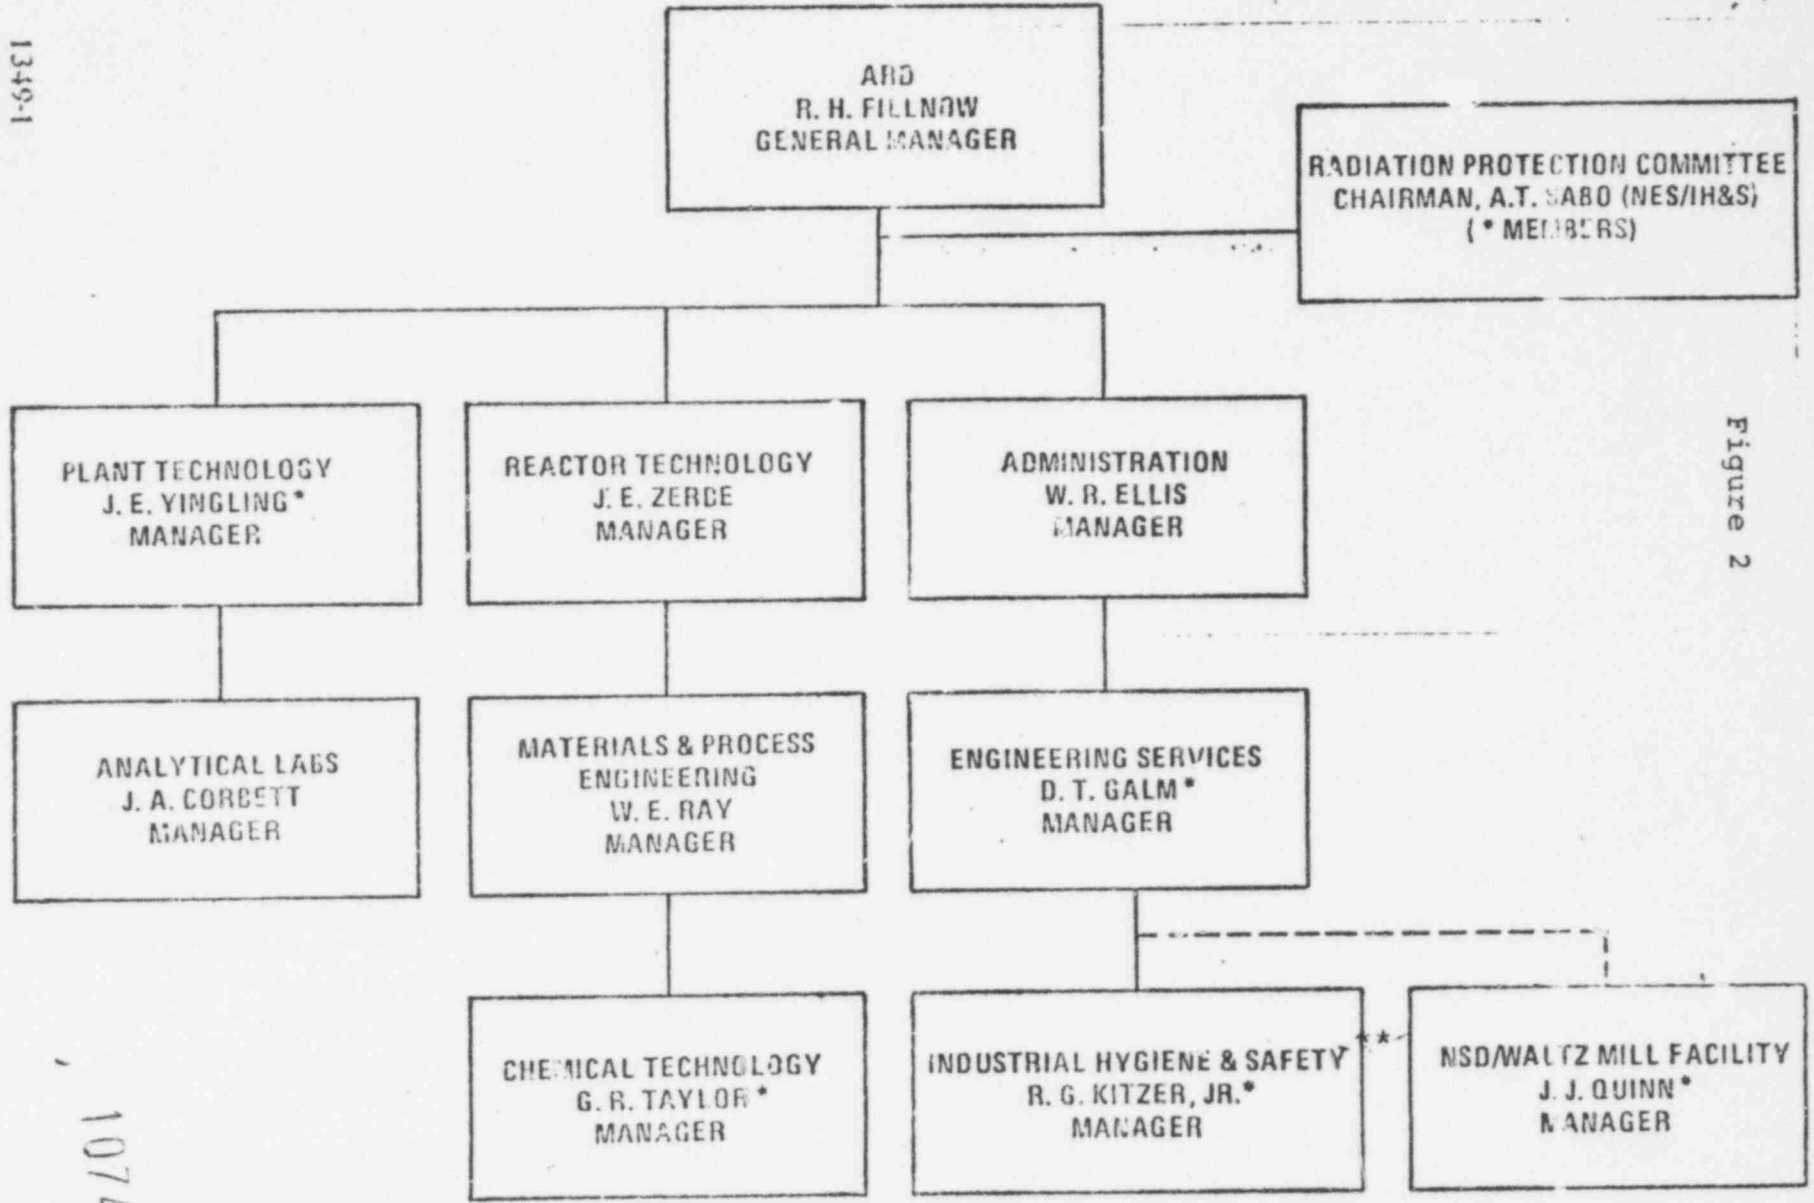 ARD
R. H. FILLNOW
GENERAL MANAGER
RADIATION PROTECTION COMMITTEE
CHAIRMAN, A.T. SABO (NES/IH&S)
(* MEMBERS)
PLANT TECHNOLOGY
J. E. YINGLING*
MANAGER
REACTOR TECHNOLOGY
J. E.
MANAGER
ADMINISTRATION
W. R. ELLIS
MANAGER
ANALYTICAL LABS
J. A. CORBETT
MANAGER
MATERIALS & PROCESS
ENGINEERING
W. E. RAY
MANAGER
ENGINEERING SERVICES
D. T. GALM*
MANAGER
CHEMICAL TECHNOLOGY
G. R. TAYLOR*
MANAGER
INDUSTRIAL HYGIENE & SAFETY **
R. G. KITZER, JR.*
MANAGER
NSD/WALTZ MILL FACILITY
J. J. QUINN*
MANAGER
Figure 2
1349-1
1074